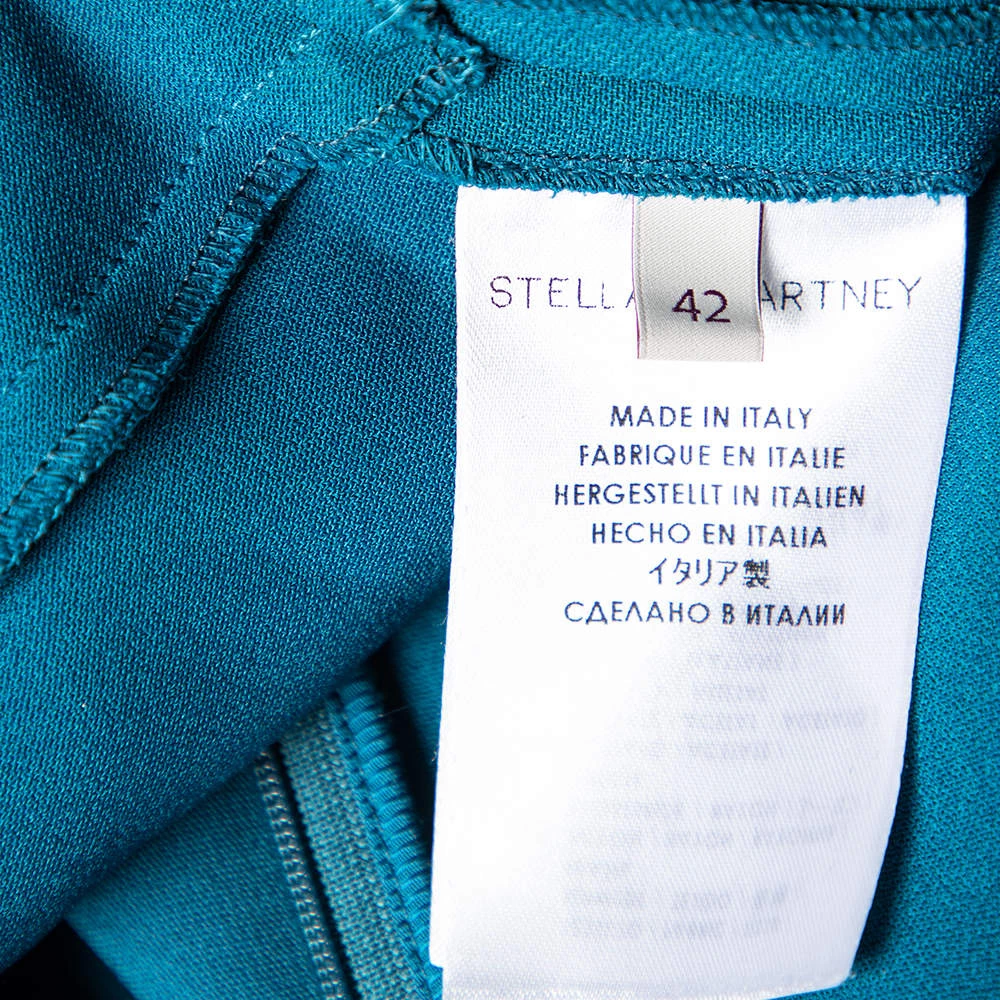 STELLA 42 ARTNEY
MADE IN ITALY
FABRIQUE EN ITALIE
HERGESTELLT IN ITALIEN
HECHO EN ITALIA
イタリア製
СДЕЛАНО В ИТАЛИИ